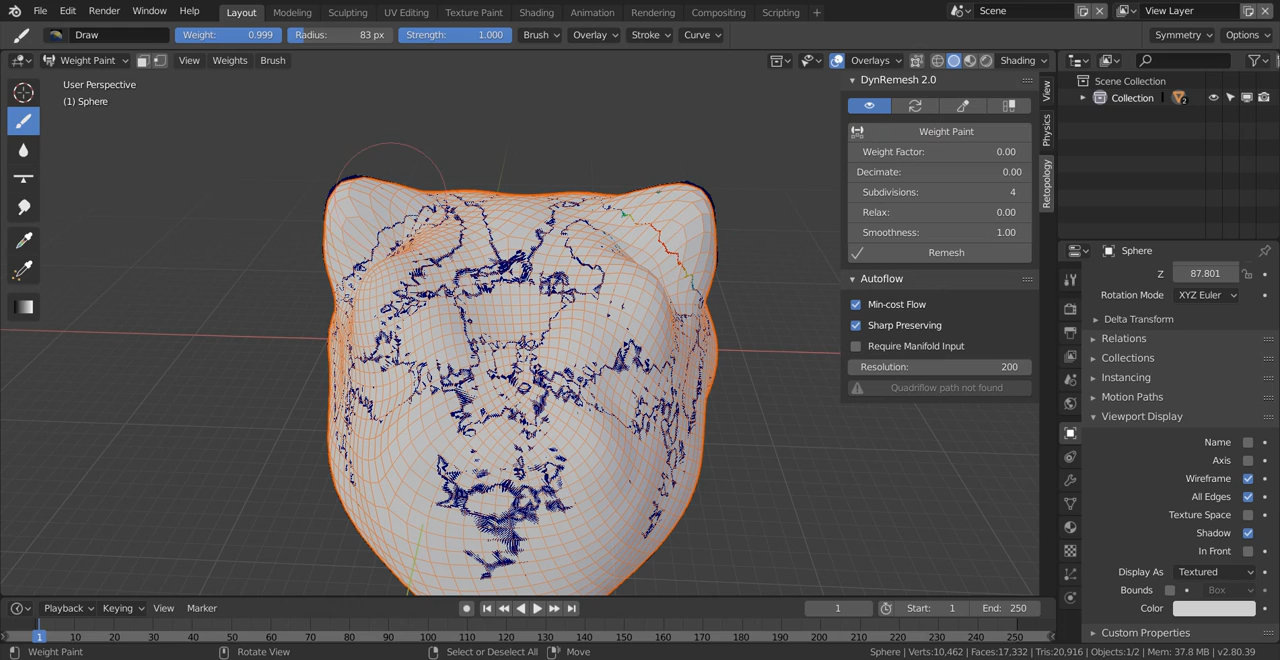 File Edit Render Window Help Layout Modeling Sculpting UV Editing Texture Paint Shading Animation Rendering Compositing Scripting + Scene View Layer
Draw Weight: 0.999 Radius: 83 px Strength: 1.000 Brush Overlay Stroke Curve Symmetry Options
Weight Paint View Weights Brush Overlays Shading
User Perspective
(1) Sphere
DynRemesh 2.0
Weight Paint
Weight Factor: 0.00
Decimate: 0.00
Subdivisions: 4
Relax: 0.00
Smoothness: 1.00
Remesh
Autoflow
Min-cost Flow
Sharp Preserving
Require Manifold Input
Resolution: 200
Quadriflow path not found
View
Physics
Retopology
Scene Collection
Collection 2
Sphere
Z 87.801
Rotation Mode XYZ Euler
Delta Transform
Relations
Collections
Instancing
Motion Paths
Viewport Display
Name
Axis
Wireframe
All Edges
Texture Space
Shadow
In Front
Display As Textured
Bounds Box
Color
Custom Properties
Playback Keying View Marker 1 Start: 1 End: 250
1 10 20 30 40 50 60 70 80 90 100 110 120 130 140 150 160 170 180 190 200 210 220 230 240 250
Weight Paint Rotate View Select or Deselect All Move Sphere | Verts:10,462 | Faces:17,332 | Tris:20,916 | Objects:1/2 | Mem: 37.8 MB | v2.80.39